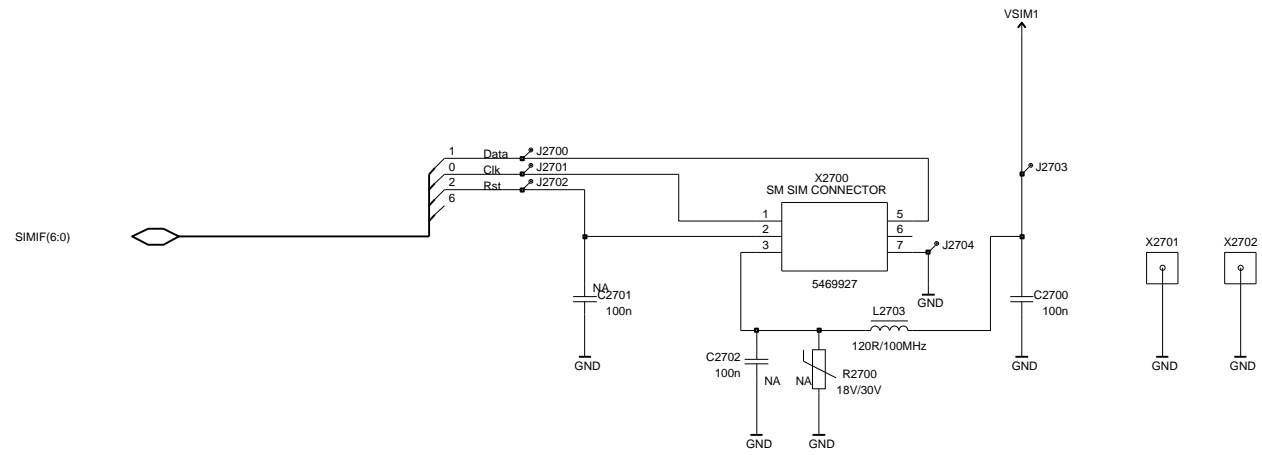 VSIM1
1 Data J2700
0 Clk J2701
2 Rst J2702
6
J2703
X2700
SM SIM CONNECTOR
1 5
2 6
3 7
J2704
5469927
SIMIF(6:0)
X2701
X2702
NA
C2701
100n
GND
GND
L2703
120R/100MHz
C2700
100n
GND
C2702
100n
NA
NA
R2700
18V/30V
GND
GND
GND
GND